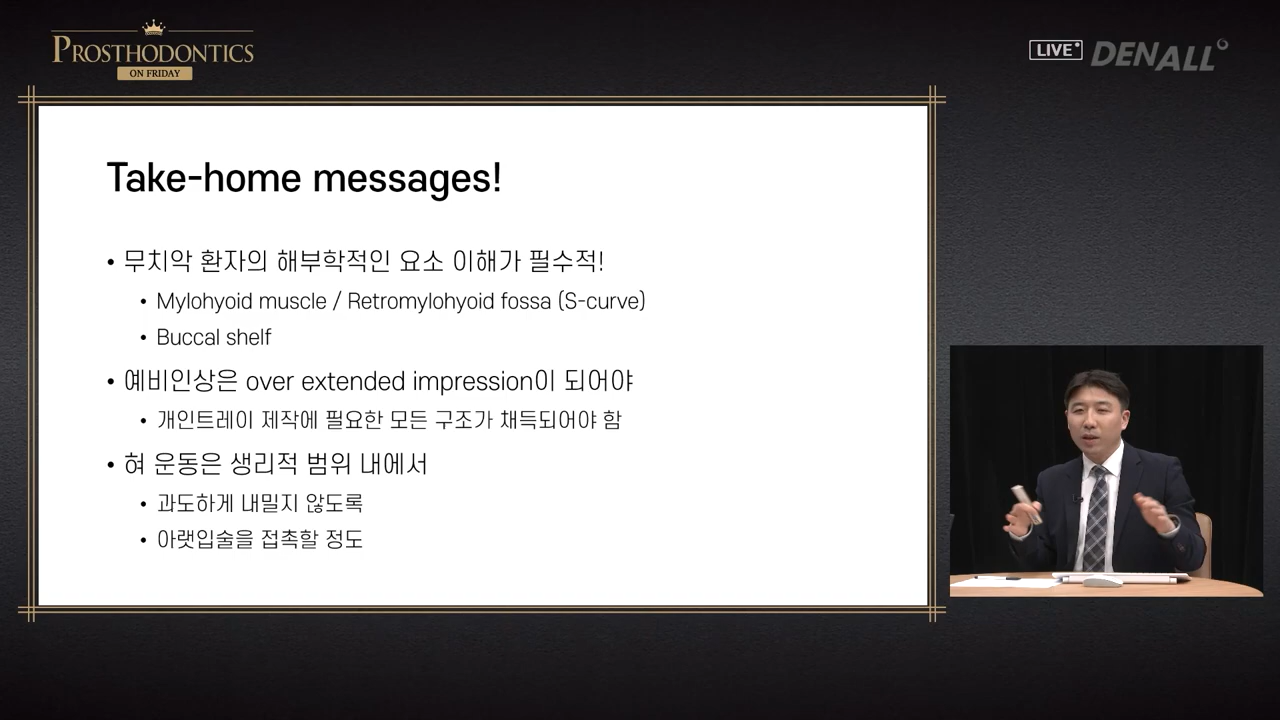 PROSTHODONTICS
ON FRIDAY
LIVE
DENALL
Take-home messages!
• 무치악 환자의 해부학적인 요소 이해가 필수적!
• Mylohyoid muscle / Retromylohyoid fossa (S-curve)
• Buccal shelf
• 예비인상은 over extended impression이 되어야
• 개인트레이 제작에 필요한 모든 구조가 채득되어야 함
• 혀 운동은 생리적 범위 내에서
• 과도하게 내밀지 않도록
• 아랫입술을 접촉할 정도